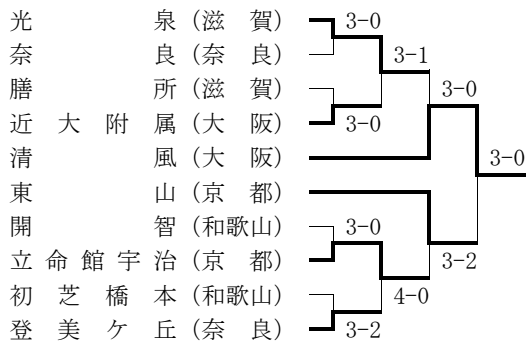 光泉(滋賀) 3-0
奈良(奈良) 3-1
膳所(滋賀) 3-0
近大附属(大阪) 3-0
清風(大阪) 3-0
東山(京都)
開智(和歌山) 3-0
立命館宇治(京都) 3-2
初芝橋本(和歌山) 4-0
登美ケ丘(奈良) 3-2